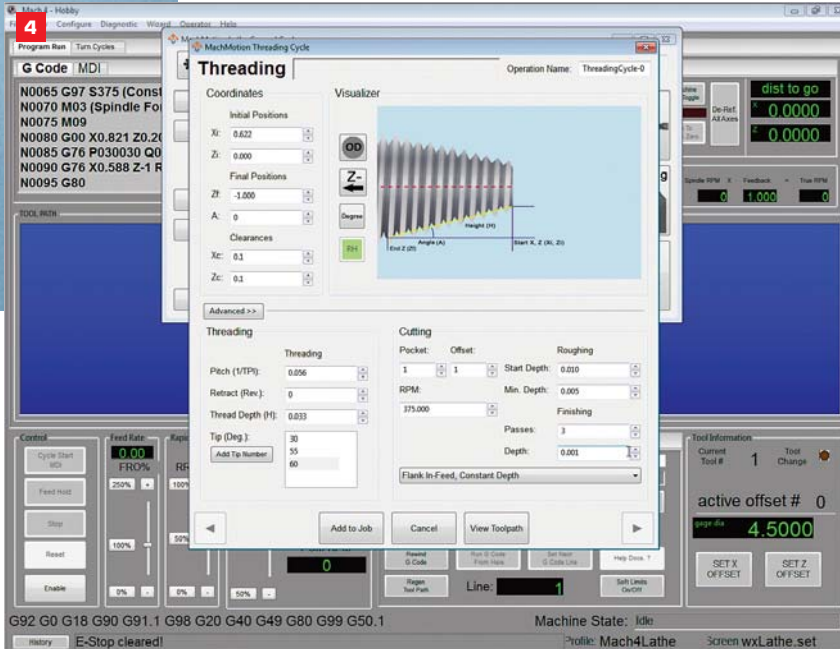 4
Mach4 - Hobby
Configure Diagnostic Wizard Operator Help
Program Run Turn Cycles
G Code MDI
N0065 G97 S375 (Const
N0070 M03 (Spindle Fo
N0075 M09
N0080 G00 X0.821 Z0.20
N0085 G76 P030030 Q0
N0090 G76 X0.588 Z-1 R
N0095 G80
TOOL PATH
MachMotion Threading Cycle
Threading
Operation Name: ThreadingCycle-0
Coordinates
Initial Positions
Xi: 0.622
Zi: 0.000
Final Positions
Zf: -1.000
A: 0
Clearances
Xc: 0.1
Zc: 0.1
Visualizer
OD
Z-
Degree
RH
Height (H)
Angle (A)
End Z (Zf)
Start X, Z (Xi, Zi)
Advanced >>
Threading
Threading
Pitch (1/TPI): 0.056
Retract (Rev.): 0
Thread Depth (H): 0.033
Tip (Deg.):
30
55
60
Add Tip Number
Cutting
Pocket: Offset:
1 1
RPM:
375.000
Roughing
Start Depth: 0.010
Min. Depth: 0.005
Finishing
Passes: 3
Depth: 0.001
Flank In-Feed, Constant Depth
Add to Job Cancel View Toolpath
dist to go
X 0.0000
Z 0.0000
De-Ref. All Axes
Spindle RPM X Feedback = True RPM
0 1.000 0
Control
Cycle Start
MDI
Feed Hold
Stop
Reset
Enable
Feed Rate
0.00
FRO%
250%
100%
0%
Rapid
RR
100%
50%
0%
50%
0
Rewind
G Code
Run G Code
From Here
Set Next
G Code Line
Help Docs. ?
Regen
Tool Path
Line: 1
Soft Limits
On/Off
Tool Information
Current
Tool # 1
Tool
Change
active offset # 0
gage dia
4.5000
SET X
OFFSET
SET Z
OFFSET
G92 G0 G18 G90 G91.1 G98 G20 G40 G49 G80 G99 G50.1
Machine State: Idle
History E-Stop cleared!
Profile: Mach4Lathe
Screen wxLathe.set